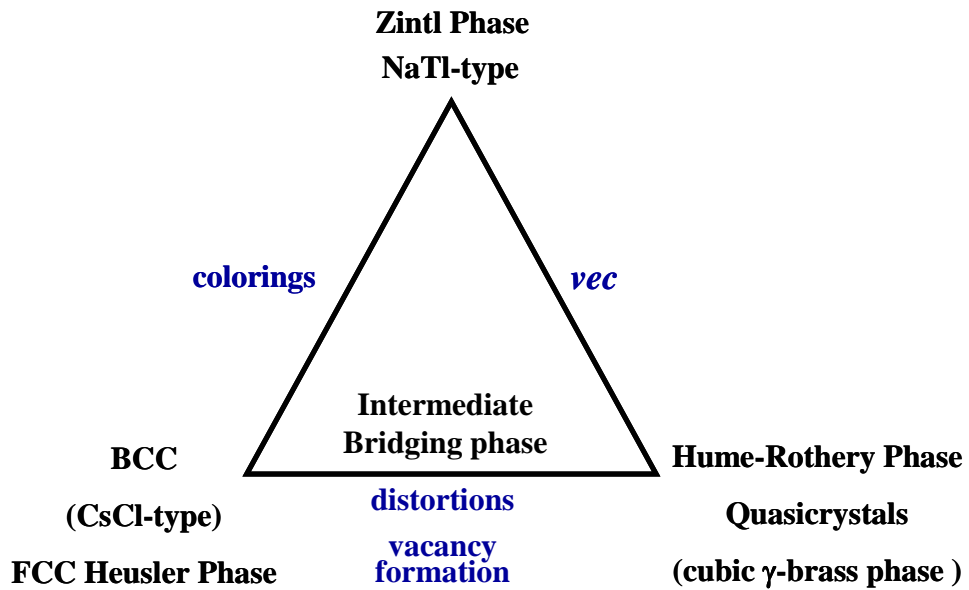 Zintl Phase
NaTl-type
colorings
vec
Intermediate
Bridging phase
BCC
(CsCl-type)
FCC Heusler Phase
distortions
vacancy
formation
Hume-Rothery Phase
Quasicrystals
(cubic γ-brass phase )